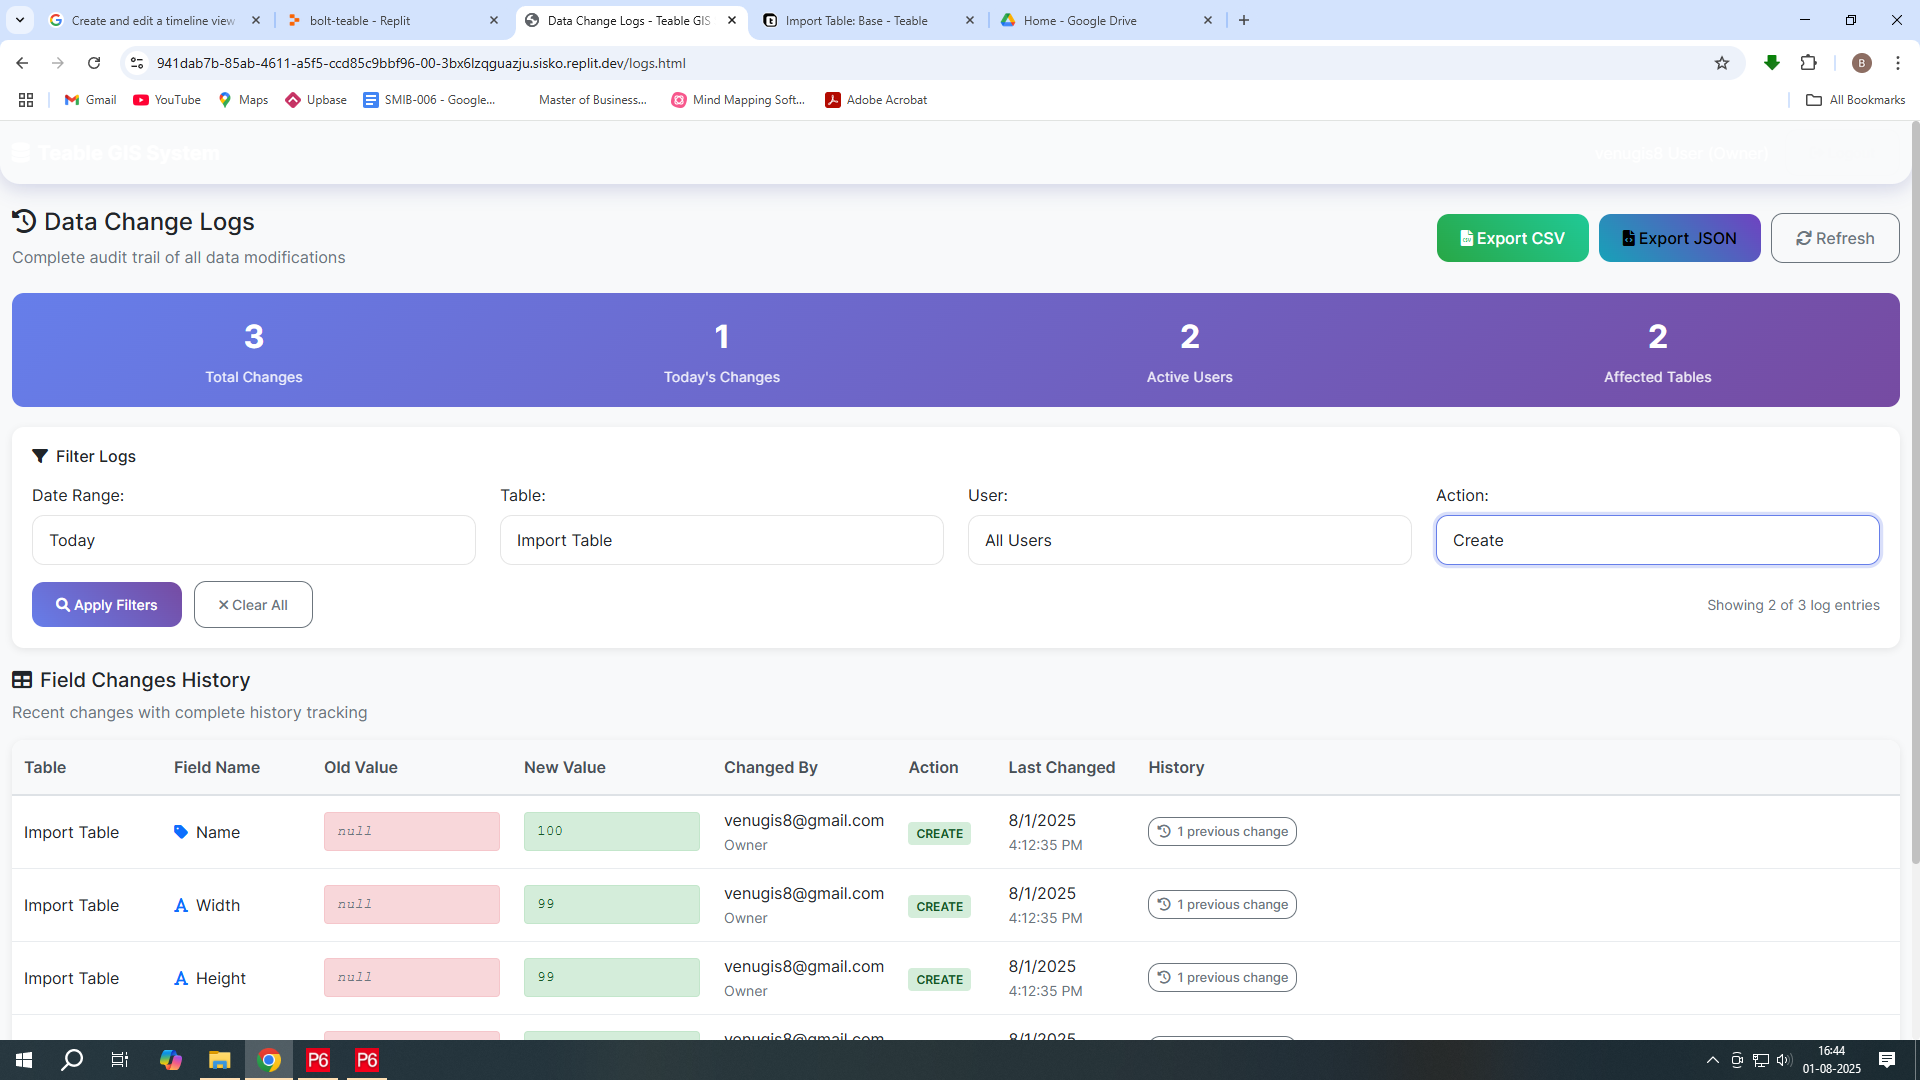 Create and edit a timeline view
bolt-teable - Replit
Data Change Logs - Teable GIS
Import Table: Base - Teable
Home - Google Drive
941dab7b-85ab-4611-a5f5-ccd85c9bbf96-00-3bx6lzqguazju.sisko.replit.dev/logs.html
B
Gmail
YouTube
Maps
Upbase
SMIB-006 - Google...
Master of Business...
Mind Mapping Soft...
Adobe Acrobat
All Bookmarks
Teable GIS System
venugis8 User (Owner)
Data Change Logs
Complete audit trail of all data modifications
Export CSV
Export JSON
Refresh
3
1
2
2
Total Changes
Today's Changes
Active Users
Affected Tables
Filter Logs
Date Range:
Table:
User:
Action:
Today
Import Table
All Users
Create
Apply Filters
Clear All
Showing 2 of 3 log entries
Field Changes History
Recent changes with complete history tracking
Table
Field Name
Old Value
New Value
Changed By
Action
Last Changed
History
Import Table
Name
null
100
venugis8@gmail.com
Owner
CREATE
8/1/2025
4:12:35 PM
1 previous change
Import Table
Width
null
99
venugis8@gmail.com
Owner
CREATE
8/1/2025
4:12:35 PM
1 previous change
Import Table
Height
null
99
venugis8@gmail.com
Owner
CREATE
8/1/2025
4:12:35 PM
1 previous change
venugis8@gmail.com
8/1/2025
P6
P6
16:44
01-08-2025